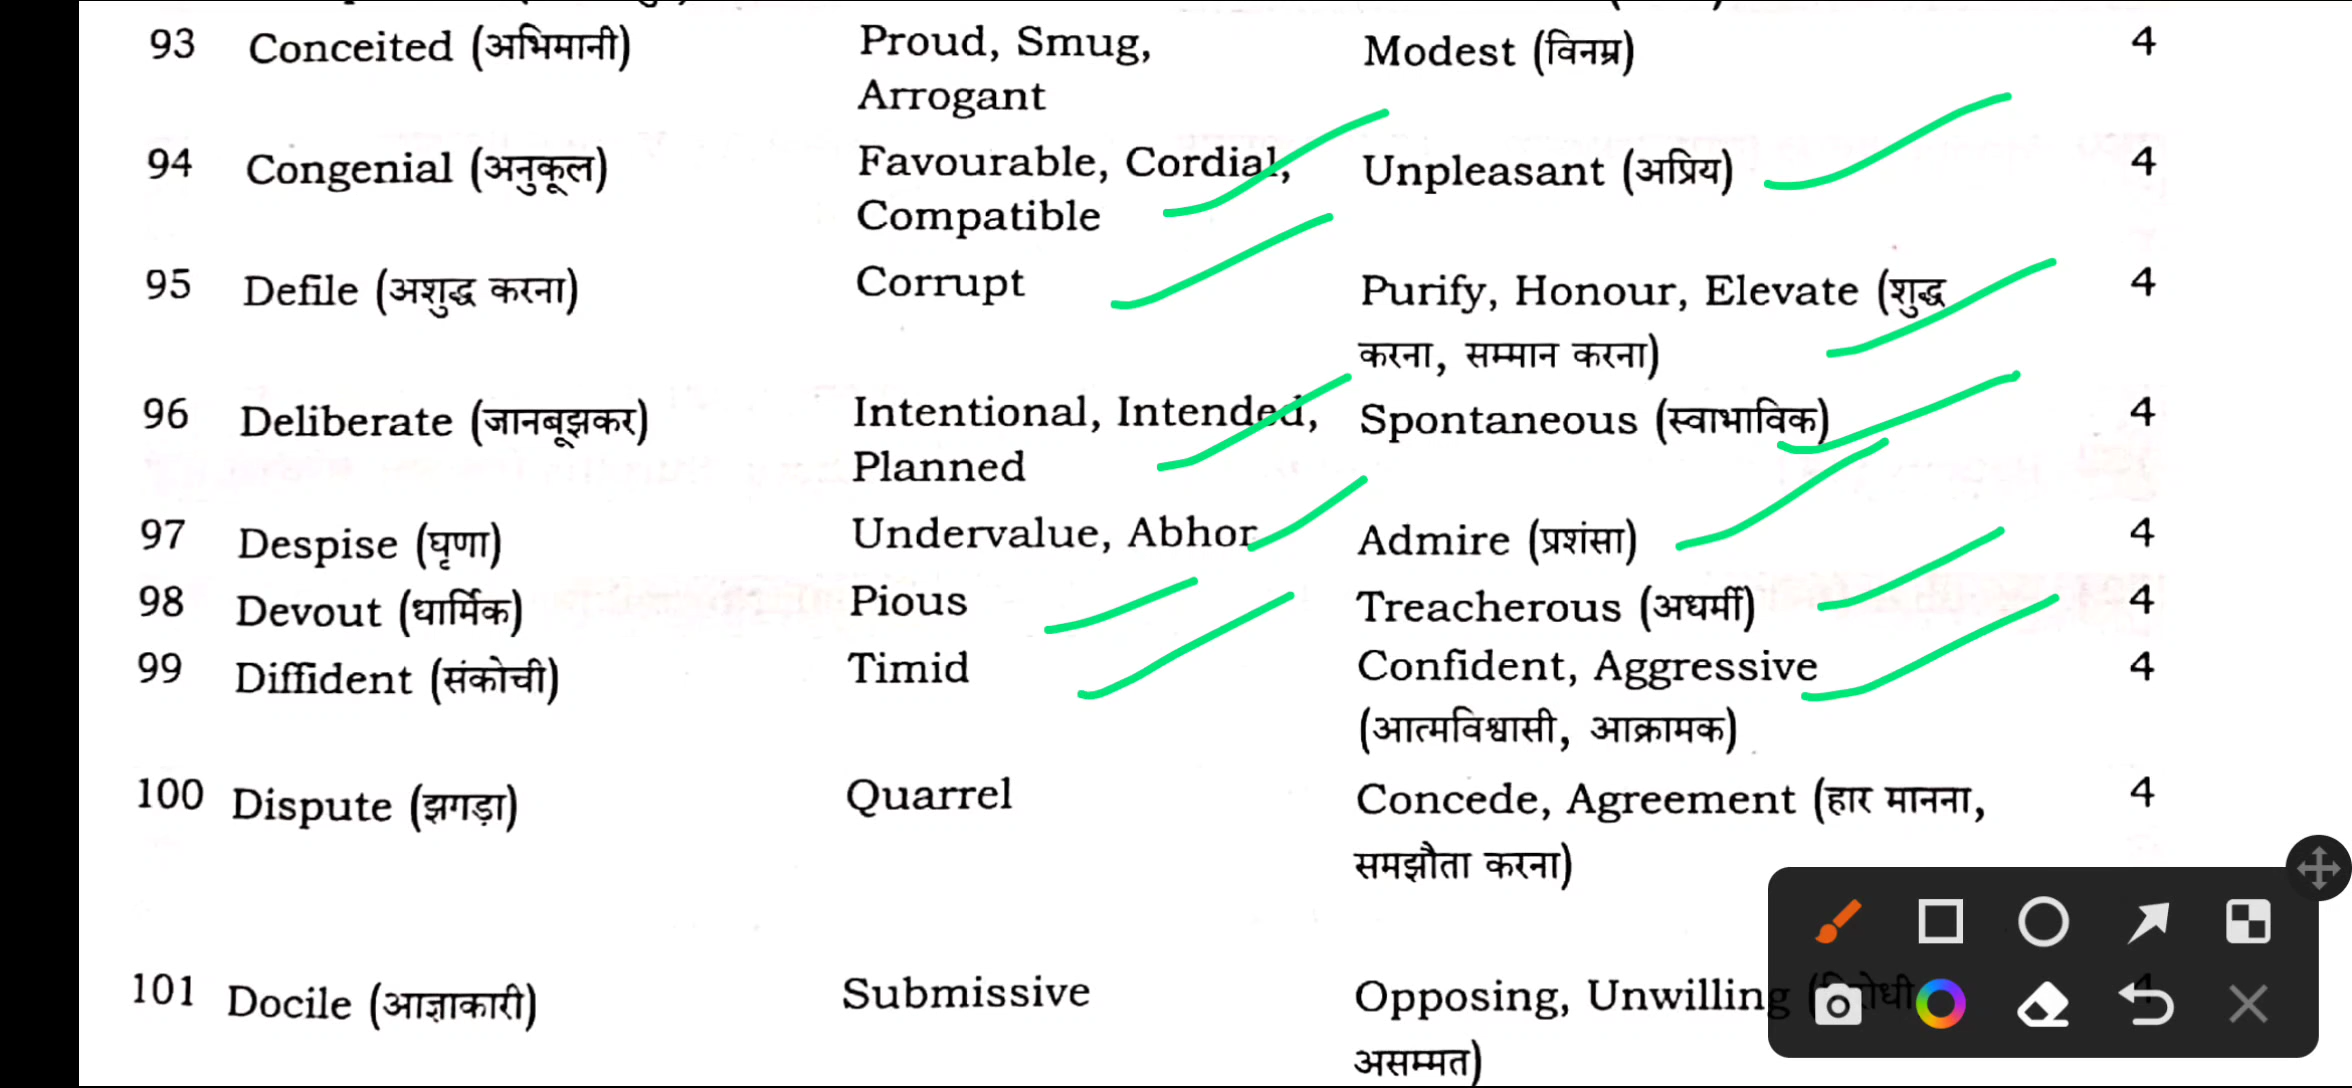 93 Conceited (अभिमानी) Proud, Smug, Modest (विनम्र) 4
Arrogant
94 Congenial (अनुकूल) Favourable, Cordial, Unpleasant (अप्रिय) 4
Compatible
95 Defile (अशुद्ध करना) Corrupt Purify, Honour, Elevate (शुद्ध 4
करना, सम्मान करना)
96 Deliberate (जानबूझकर) Intentional, Intended, Spontaneous (स्वाभाविक) 4
Planned
97 Despise (घृणा) Undervalue, Abhor Admire (प्रशंसा) 4
98 Devout (धार्मिक) Pious Treacherous (अधर्मी) 4
99 Diffident (संकोची) Timid Confident, Aggressive 4
(आत्मविश्वासी, आक्रामक)
100 Dispute (झगड़ा) Quarrel Concede, Agreement (हार मानना, 4
समझौता करना)
101 Docile (आज्ञाकारी) Submissive Opposing, Unwilling
असम्मत)